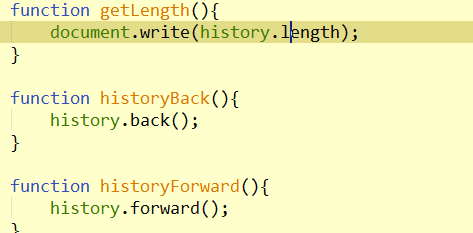 function getLength(){
    document.write(history.length);
}

function historyBack(){
    history.back();
}

function historyForward(){
    history.forward();
}